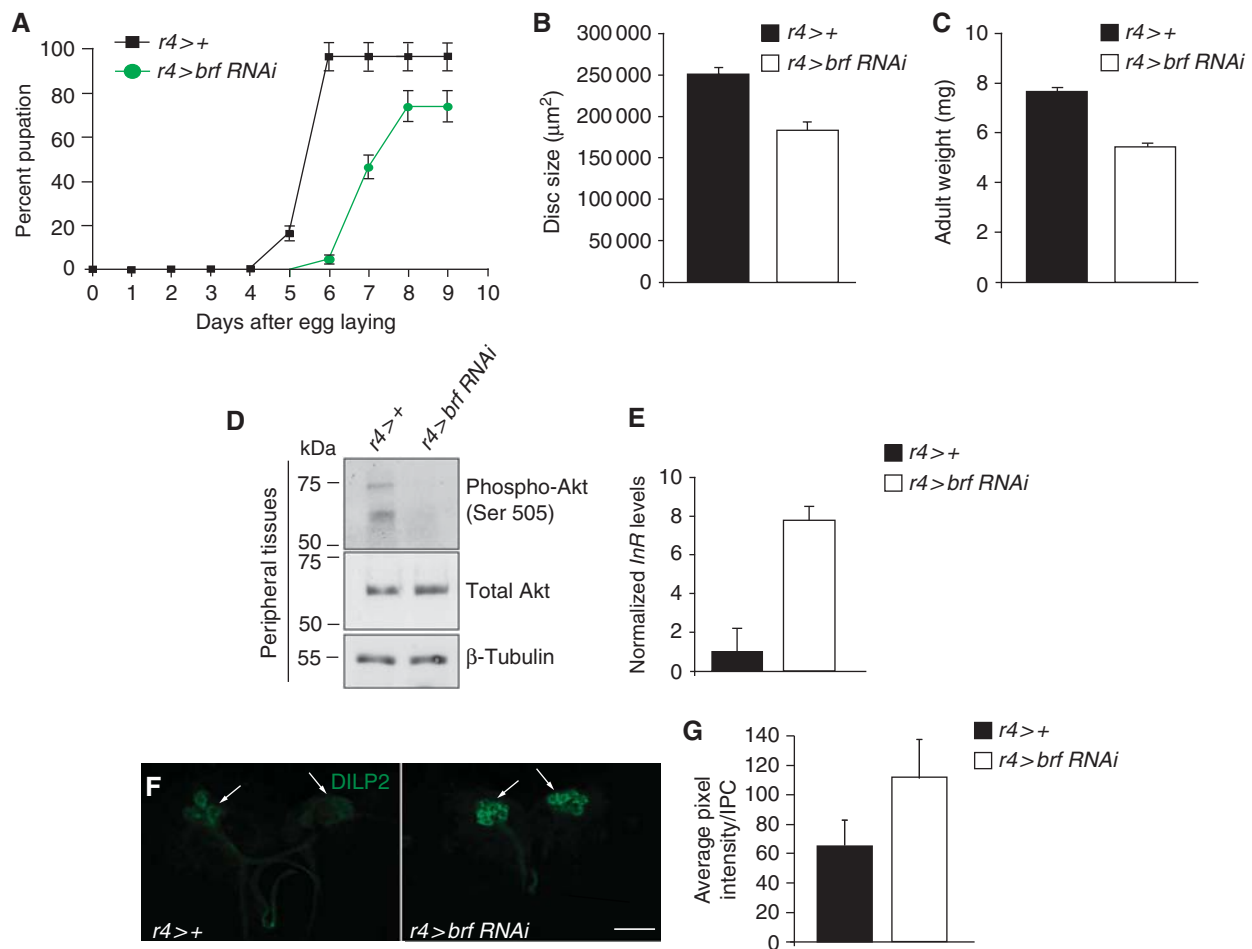 A
r4>+
r4>brf RNAi
Percent pupation
100
80
60
40
20
0
0 1 2 3 4 5 6 7 8 9 10
Days after egg laying
B
r4>+
r4>brf RNAi
Disc size (μm²)
300 000
250 000
200 000
150 000
100 000
50 000
0
C
r4>+
r4>brf RNAi
Adult weight (mg)
10
8
6
4
2
0
D
r4>+
r4>brf RNAi
kDa
Peripheral tissues
75
50
Phospho-Akt
(Ser 505)
75
50
Total Akt
55
β-Tubulin
E
r4>+
r4>brf RNAi
Normalized InR levels
10
8
6
4
2
0
F
DILP2
r4>+
r4>brf RNAi
G
r4>+
r4>brf RNAi
Average pixel
intensity/IPC
140
120
100
80
60
40
20
0